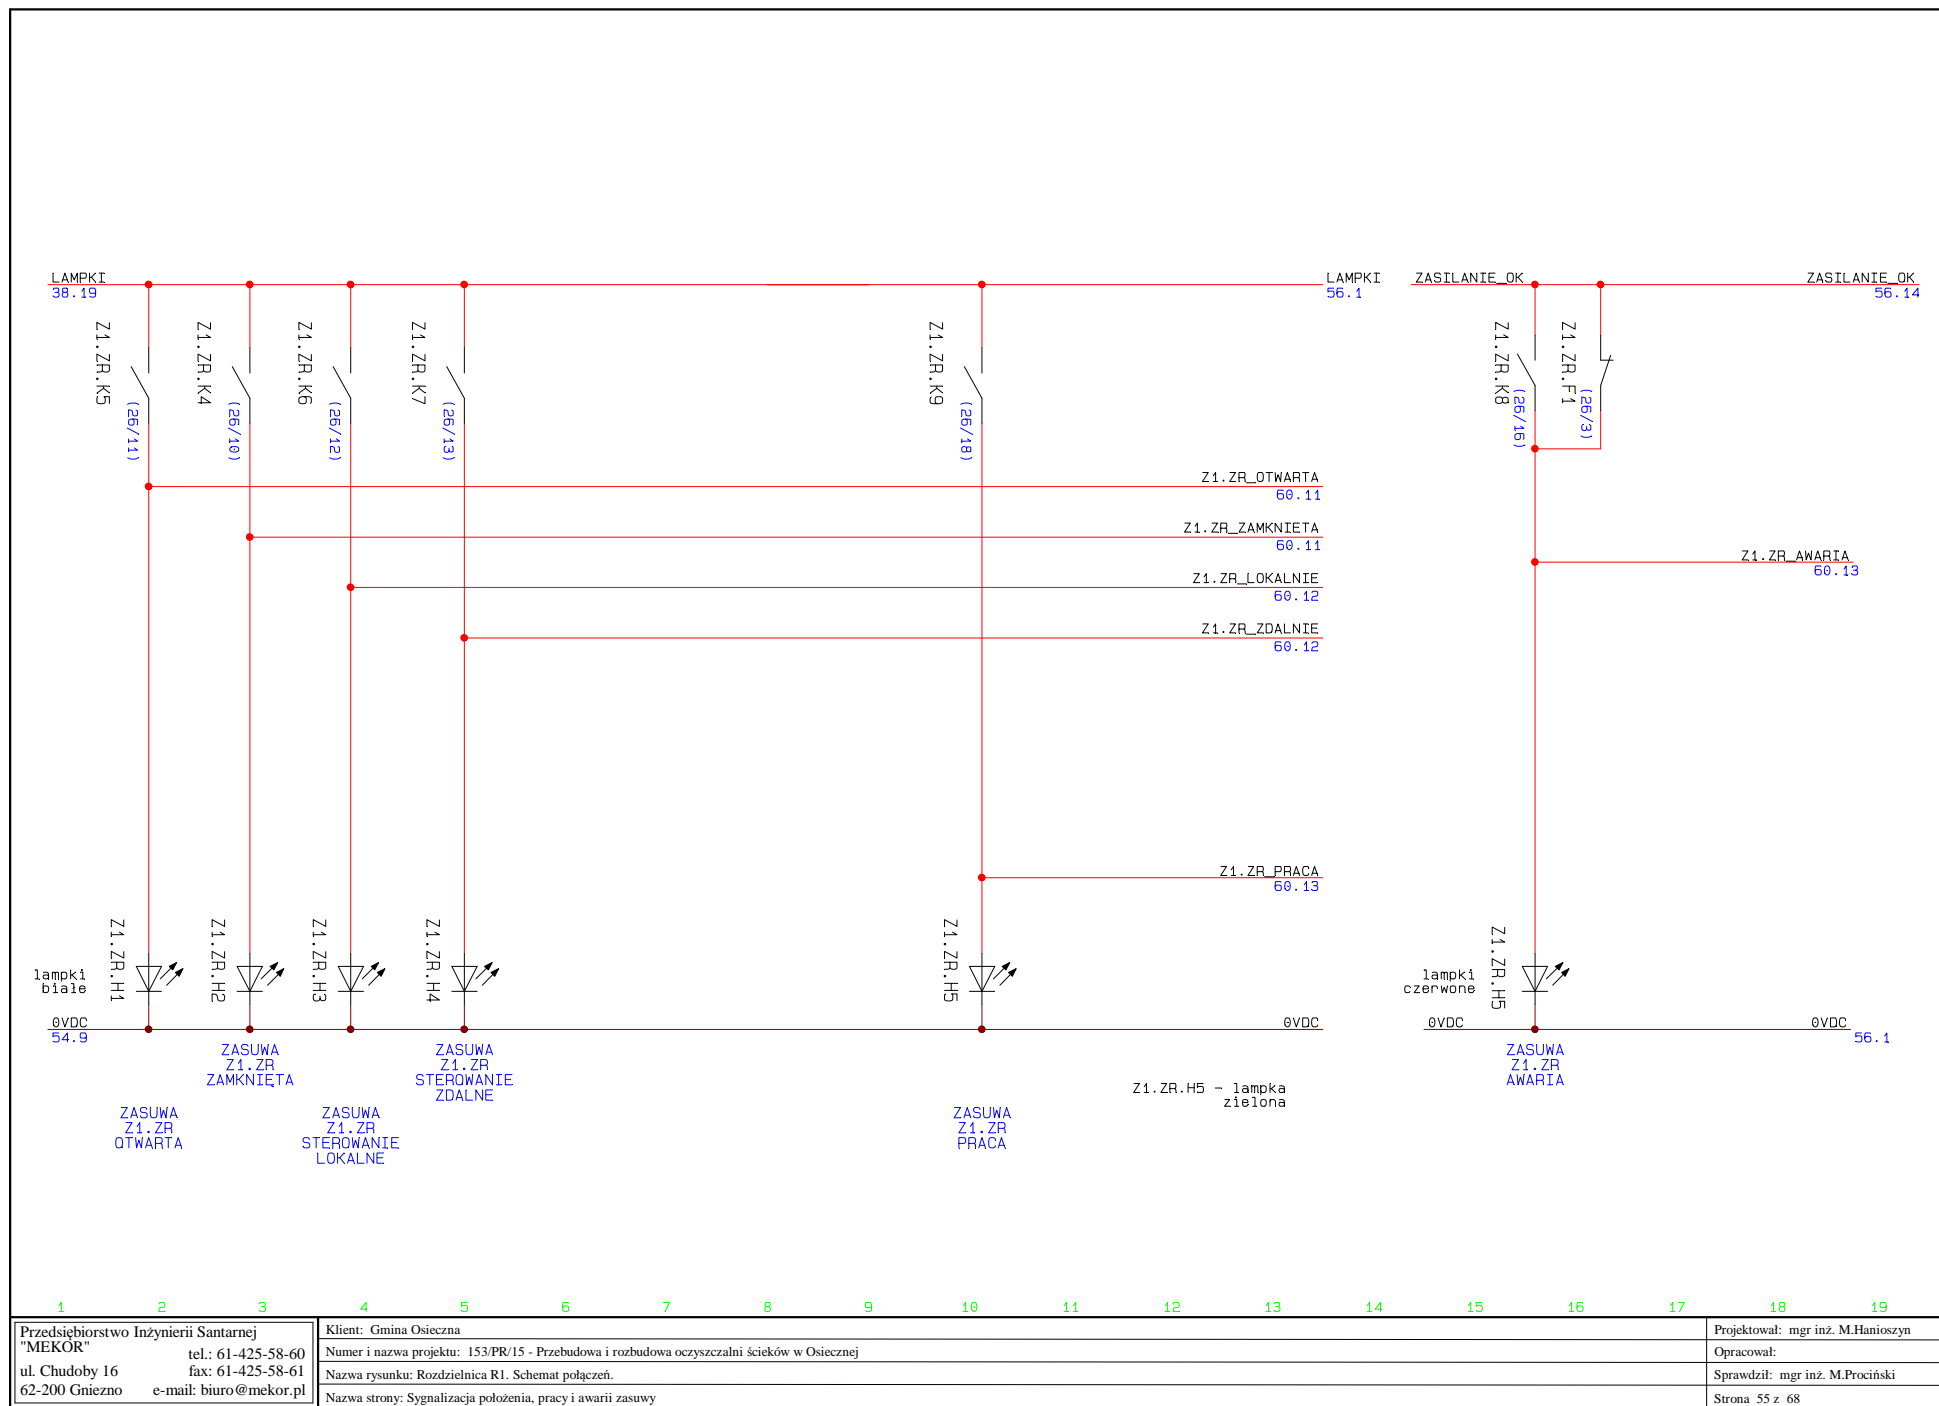 LAMPKI
38.19
LAMPKI
56.1
ZASILANIE_OK
ZASILANIE_OK
56.14
Z1.ZR.K5
(26/11)
Z1.ZR.K4
(26/10)
Z1.ZR.K6
(26/12)
Z1.ZR.K7
(26/13)
Z1.ZR.K9
(26/18)
Z1.ZR.K8
(26/16)
Z1.ZR.F1
(26/3)
Z1.ZR_OTWARTA
60.11
Z1.ZR_ZAMKNIETA
60.11
Z1.ZR_LOKALNIE
60.12
Z1.ZR_ZDALNIE
60.12
Z1.ZR_AWARIA
60.13
Z1.ZR_PRACA
60.13
lampki
białe
Z1.ZR.H1
Z1.ZR.H2
Z1.ZR.H3
Z1.ZR.H4
Z1.ZR.H5
lampki
czerwone
Z1.ZR.H5
0VDC
54.9
0VDC
0VDC
0VDC
56.1
ZASUWA
Z1.ZR
OTWARTA
ZASUWA
Z1.ZR
ZAMKNIĘTA
ZASUWA
Z1.ZR
STEROWANIE
LOKALNE
ZASUWA
Z1.ZR
STEROWANIE
ZDALNE
ZASUWA
Z1.ZR
PRACA
Z1.ZR.H5 - lampka
zielona
ZASUWA
Z1.ZR
AWARIA
1 2 3 4 5 6 7 8 9 10 11 12 13 14 15 16 17 18 19
Przedsiębiorstwo Inżynierii Santarnej
"MEKOR"
tel.: 61-425-58-60
ul. Chudoby 16 fax: 61-425-58-61
62-200 Gniezno e-mail: biuro@mekor.pl
Klient: Gmina Osieczna
Numer i nazwa projektu: 153/PR/15 - Przebudowa i rozbudowa oczyszczalni ścieków w Osiecznej
Nazwa rysunku: Rozdzielnica R1. Schemat połączeń.
Nazwa strony: Sygnalizacja położenia, pracy i awarii zasuwy
Projektował: mgr inż. M.Hanioszyn
Opracował:
Sprawdził: mgr inż. M.Prociński
Strona 55 z 68